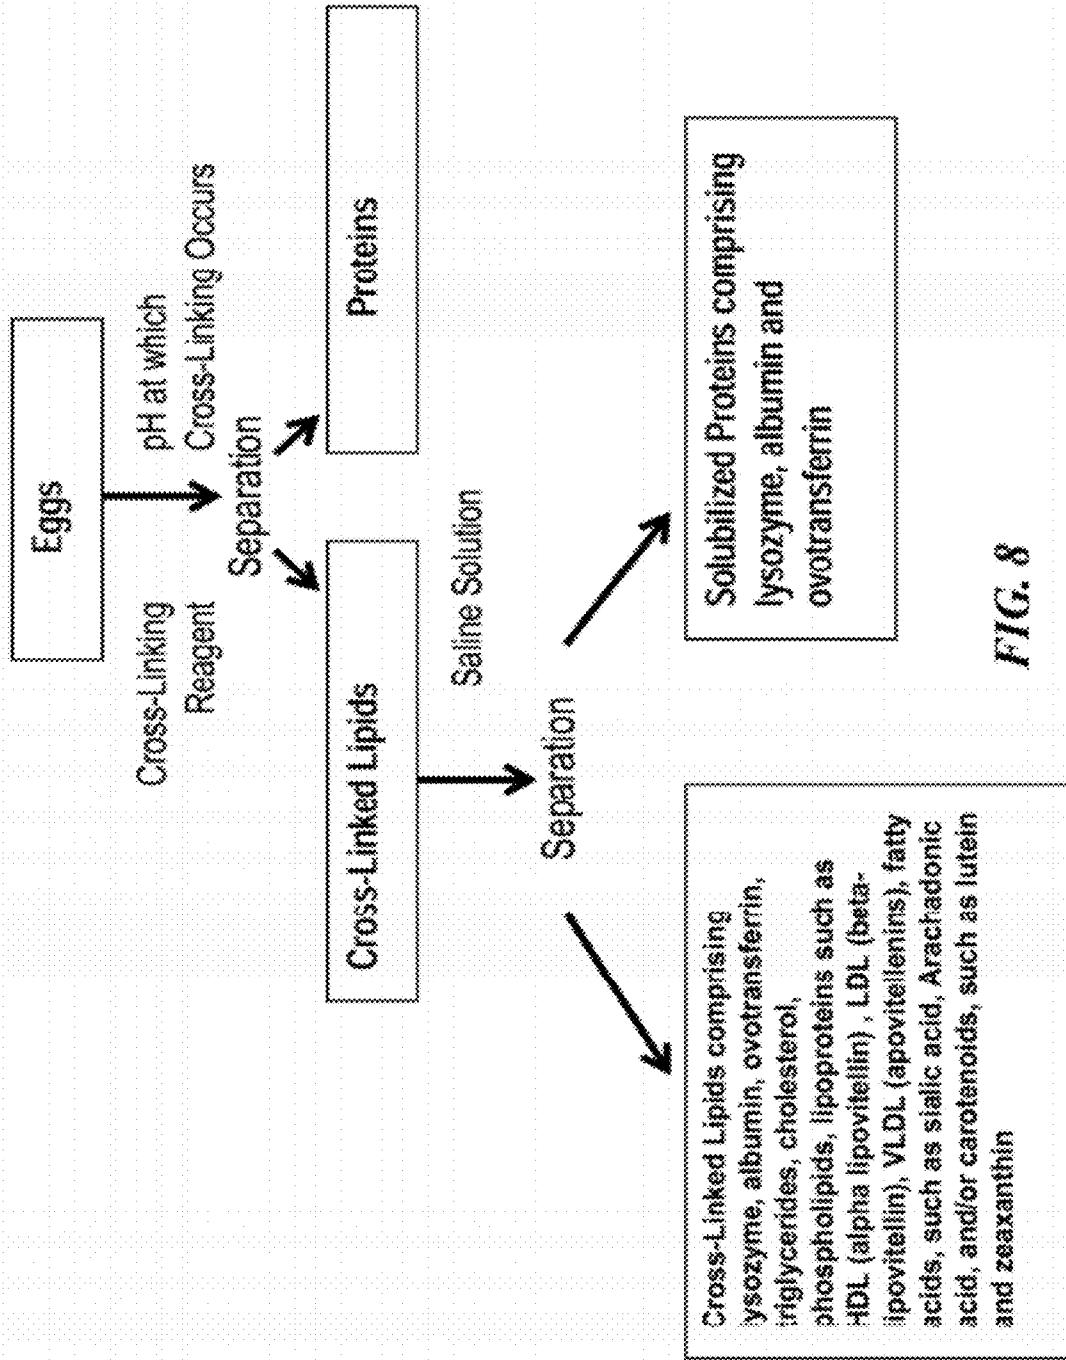 Eggs
Cross-Linking
Reagent
pH at which
Cross-Linking Occurs
Separation
Cross-Linked Lipids
Proteins
Saline Solution
Separation
Cross-Linked Lipids comprising
lysozyme, albumin, ovotransferrin,
triglycerides, cholesterol,
phospholipids, lipoproteins such as
HDL (alpha lipovitellin) , LDL (beta-
lipovitellin), VLDL (apovitellenins), fatty
acids, such as sialic acid, Arachadonic
acid, and/or carotenoids, such as lutein
and zeaxanthin
Solubilized Proteins comprising
lysozyme, albumin and
ovotransferrin
FIG. 8